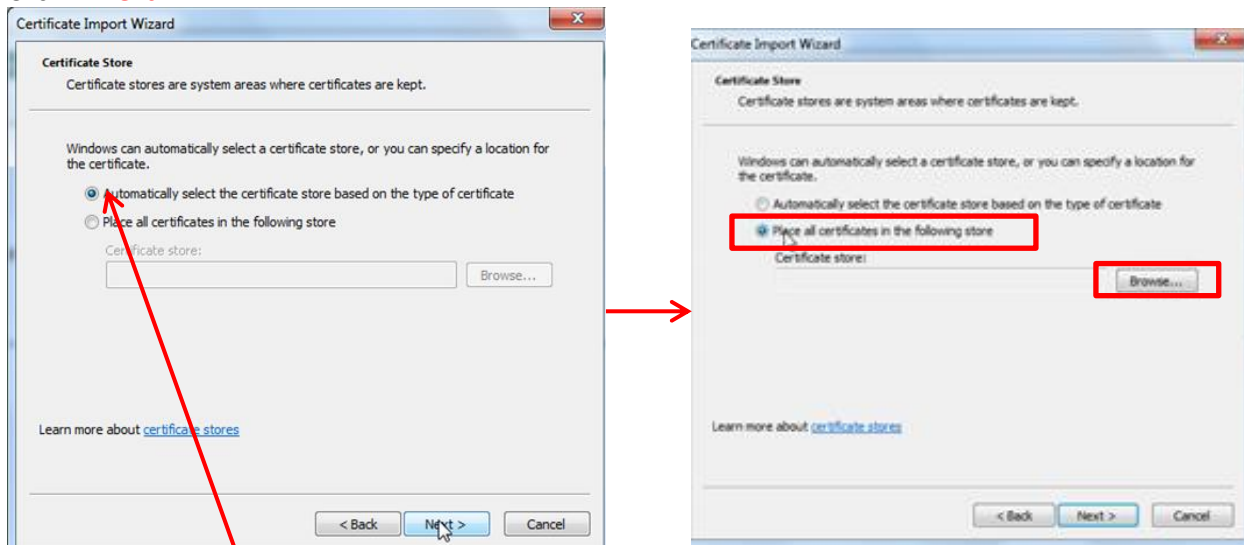 Certificate Import Wizard
Certificate Store
Certificate stores are system areas where certificates are kept.
Windows can automatically select a certificate store, or you can specify a location for
the certificate.
Automatically select the certificate store based on the type of certificate
Place all certificates in the following store
Certificate store:
Browse...
Learn more about certificate stores
< Back
Next >
Cancel
Certificate Import Wizard
Certificate Store
Certificate stores are system areas where certificates are kept.
Windows can automatically select a certificate store, or you can specify a location for
the certificate.
Automatically select the certificate store based on the type of certificate
Place all certificates in the following store
Certificate store:
Browse...
Learn more about certificate stores
< Back
Next >
Cancel